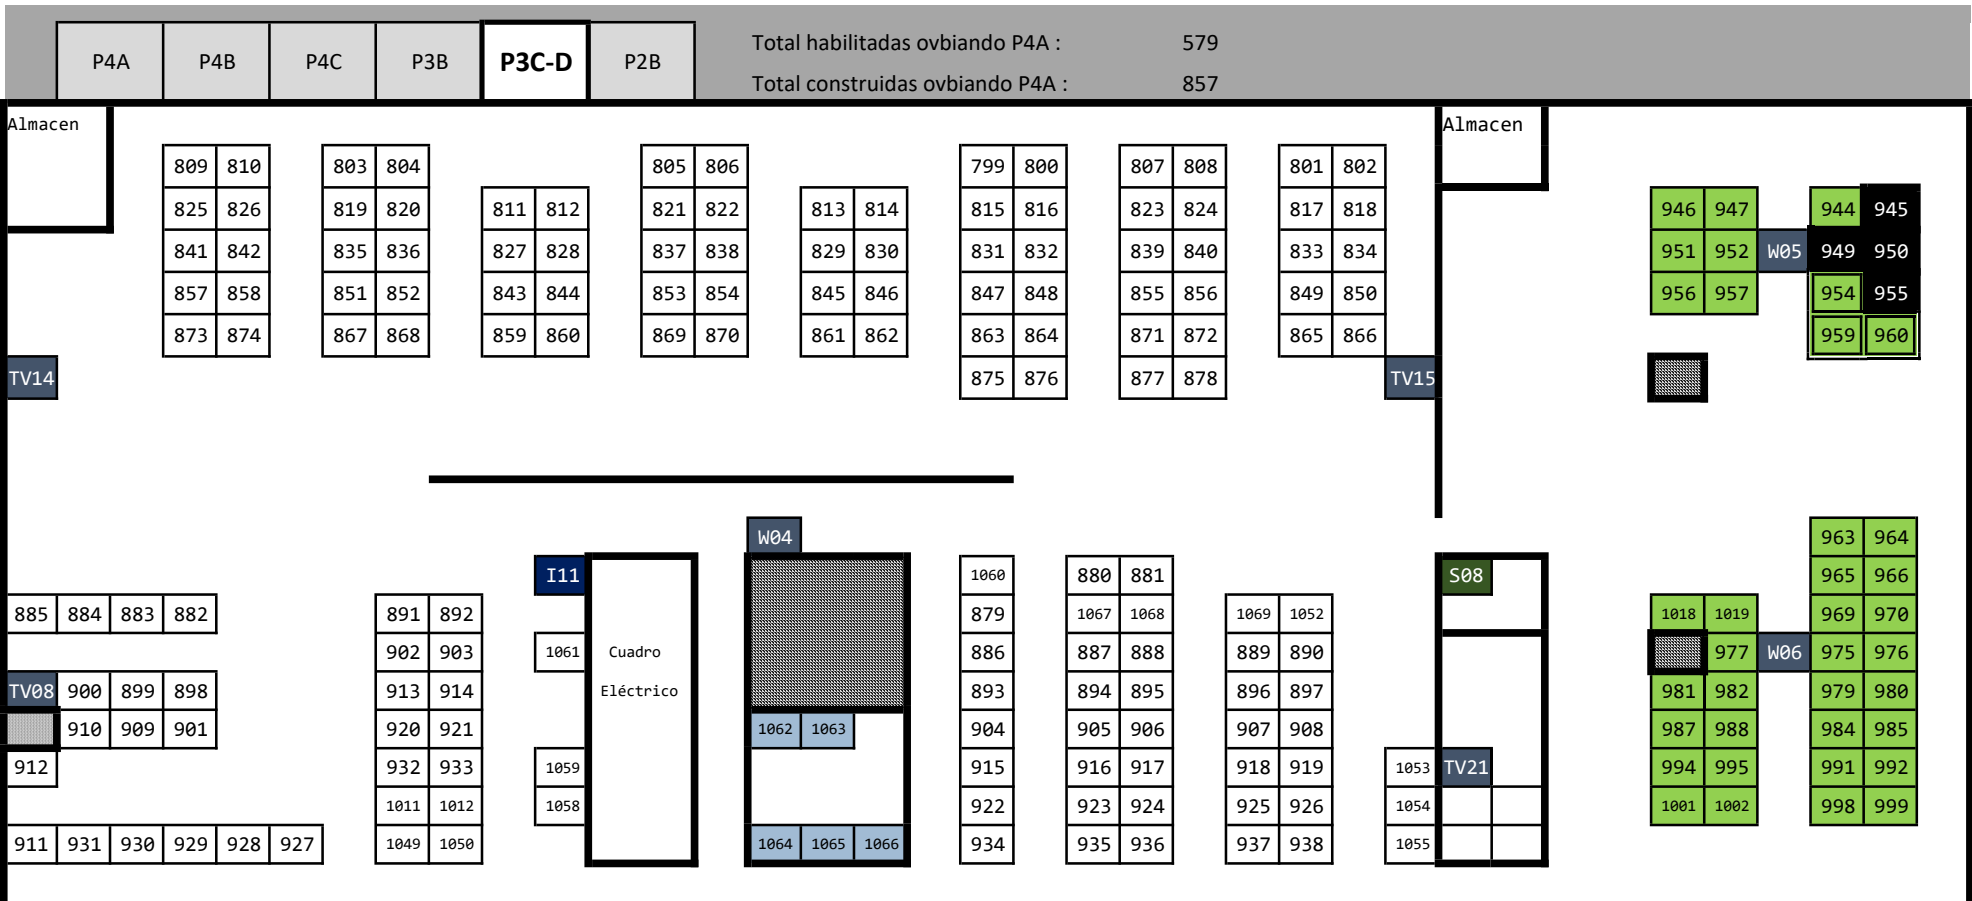 P4A P4B P4C P3B P3C-D P2B Total habilitadas ovbiando P4A : 579
Total construidas ovbiando P4A : 857
Almacen Almacen
809 810 803 804 805 806 799 800 807 808 801 802
825 826 819 820 811 812 821 822 813 814 815 816 823 824 817 818 946 947 944 945
841 842 835 836 827 828 837 838 829 830 831 832 839 840 833 834 951 952 W05 949 950
857 858 851 852 843 844 853 854 845 846 847 848 855 856 849 850 956 957 954 955
873 874 867 868 859 860 869 870 861 862 863 864 871 872 865 866 959 960
TV14 875 876 877 878 TV15
W04 963 964
I11 1060 880 881 S08 965 966
885 884 883 882 891 892 879 1067 1068 1069 1052 1018 1019 969 970
902 903 1061 Cuadro 886 887 888 889 890 977 W06 975 976
TV08 900 899 898 913 914 Eléctrico 893 894 895 896 897 981 982 979 980
910 909 901 920 921 1062 1063 904 905 906 907 908 987 988 984 985
912 932 933 1059 915 916 917 918 919 1053 TV21 994 995 991 992
1011 1012 1058 922 923 924 925 926 1054 1001 1002 998 999
911 931 930 929 928 927 1049 1050 1064 1065 1066 934 935 936 937 938 1055